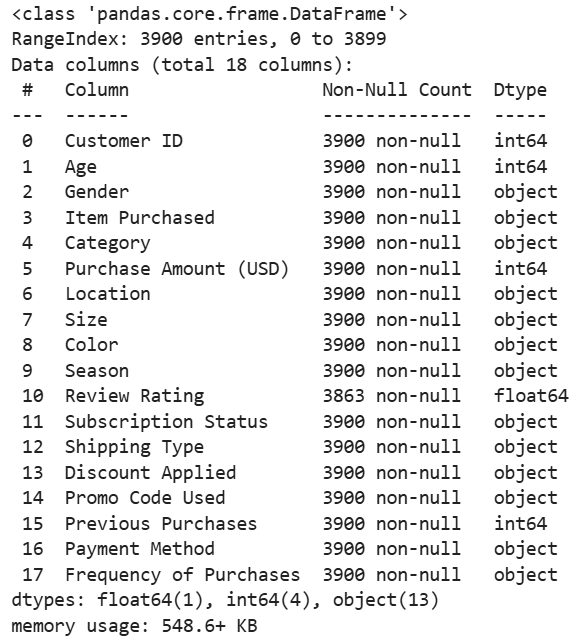 <class 'pandas.core.frame.DataFrame'>
RangeIndex: 3900 entries, 0 to 3899
Data columns (total 18 columns):
 #   Column                  Non-Null Count  Dtype
---  ------                  --------------  -----
 0   Customer ID             3900 non-null   int64
 1   Age                     3900 non-null   int64
 2   Gender                  3900 non-null   object
 3   Item Purchased          3900 non-null   object
 4   Category                3900 non-null   object
 5   Purchase Amount (USD)   3900 non-null   int64
 6   Location                3900 non-null   object
 7   Size                    3900 non-null   object
 8   Color                   3900 non-null   object
 9   Season                  3900 non-null   object
 10  Review Rating           3863 non-null   float64
 11  Subscription Status     3900 non-null   object
 12  Shipping Type           3900 non-null   object
 13  Discount Applied        3900 non-null   object
 14  Promo Code Used         3900 non-null   object
 15  Previous Purchases      3900 non-null   int64
 16  Payment Method          3900 non-null   object
 17  Frequency of Purchases  3900 non-null   object
dtypes: float64(1), int64(4), object(13)
memory usage: 548.6+ KB